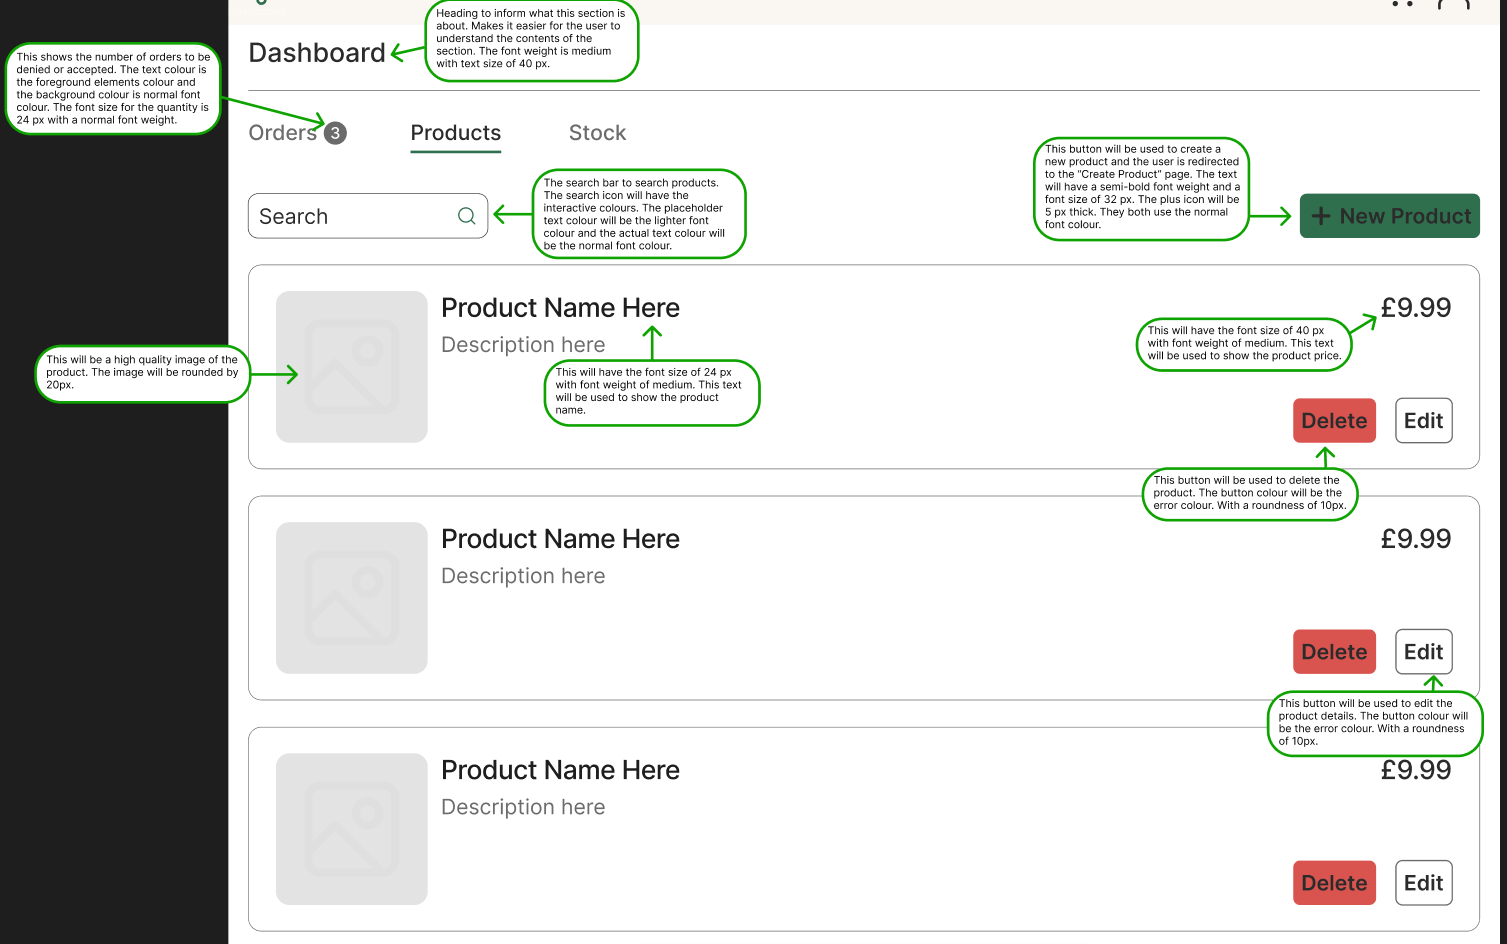 Heading to inform what this section is
about. Makes it easier for the user to
understand the contents of the
section. The font weight is medium
with text size of 40 px.
Dashboard
This shows the number of orders to be
denied or accepted. The text colour is
the foreground elements colour and
the background colour is normal font
colour. The font size for the quantity is
24 px with a normal font weight.
Orders 3
Products
Stock
This button will be used to create a
new product and the user is redirected
to the "Create Product" page. The text
will have a semi-bold font weight and a
font size of 32 px. The plus icon will be
5 px thick. They both use the normal
font colour.
The search bar to search products.
The search icon will have the
interactive colours. The placeholder
text colour will be the lighter font
colour and the actual text colour will
be the normal font colour.
Search
+ New Product
Product Name Here
£9.99
Description here
This will have the font size of 40 px
with font weight of medium. This text
will be used to show the product price.
This will be a high quality image of the
product. The image will be rounded by
20px.
This will have the font size of 24 px
with font weight of medium. This text
will be used to show the product
name.
Delete
Edit
This button will be used to delete the
product. The button colour will be the
error colour. With a roundness of 10px.
Product Name Here
£9.99
Description here
Delete
Edit
This button will be used to edit the
product details. The button colour will
be the error colour. With a roundness
of 10px.
Product Name Here
£9.99
Description here
Delete
Edit